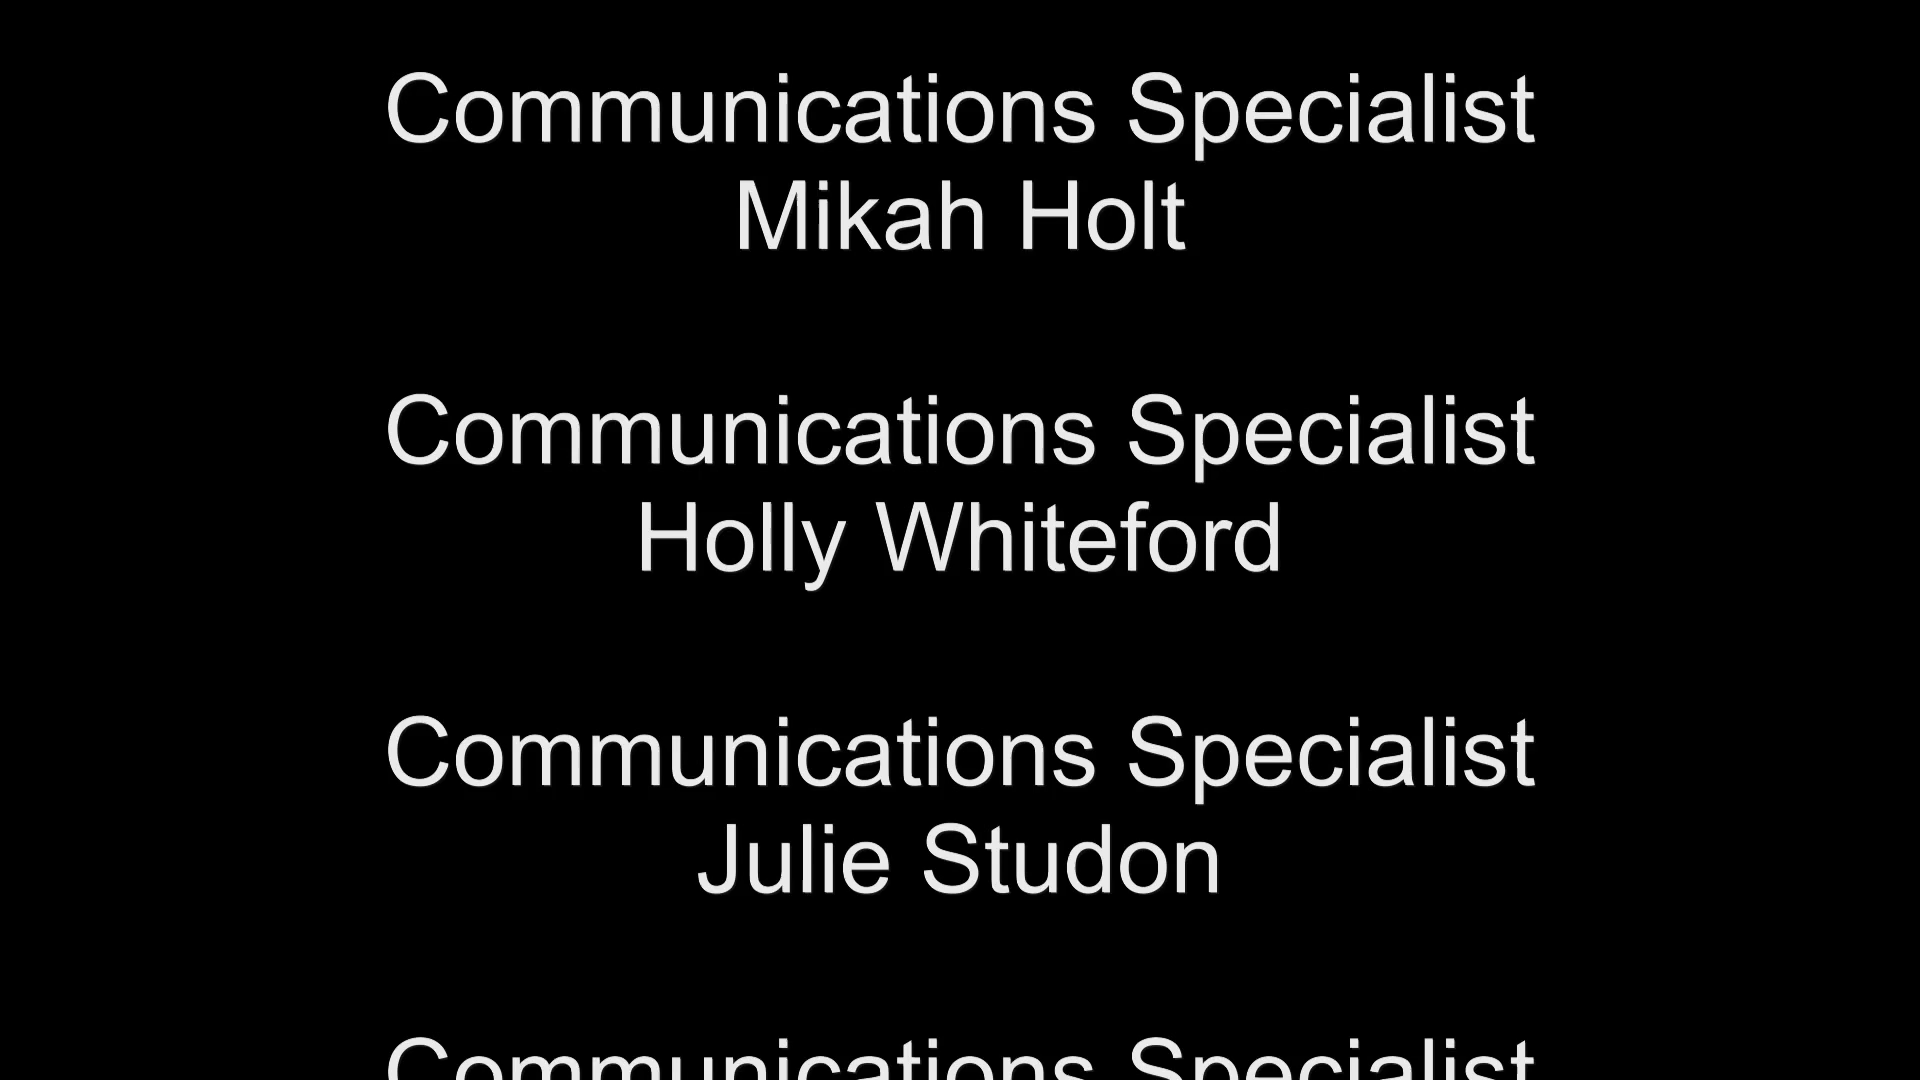 Communications Specialist
Mikah Holt
Communications Specialist
Holly Whiteford
Communications Specialist
Julie Studon
Communications Specialist